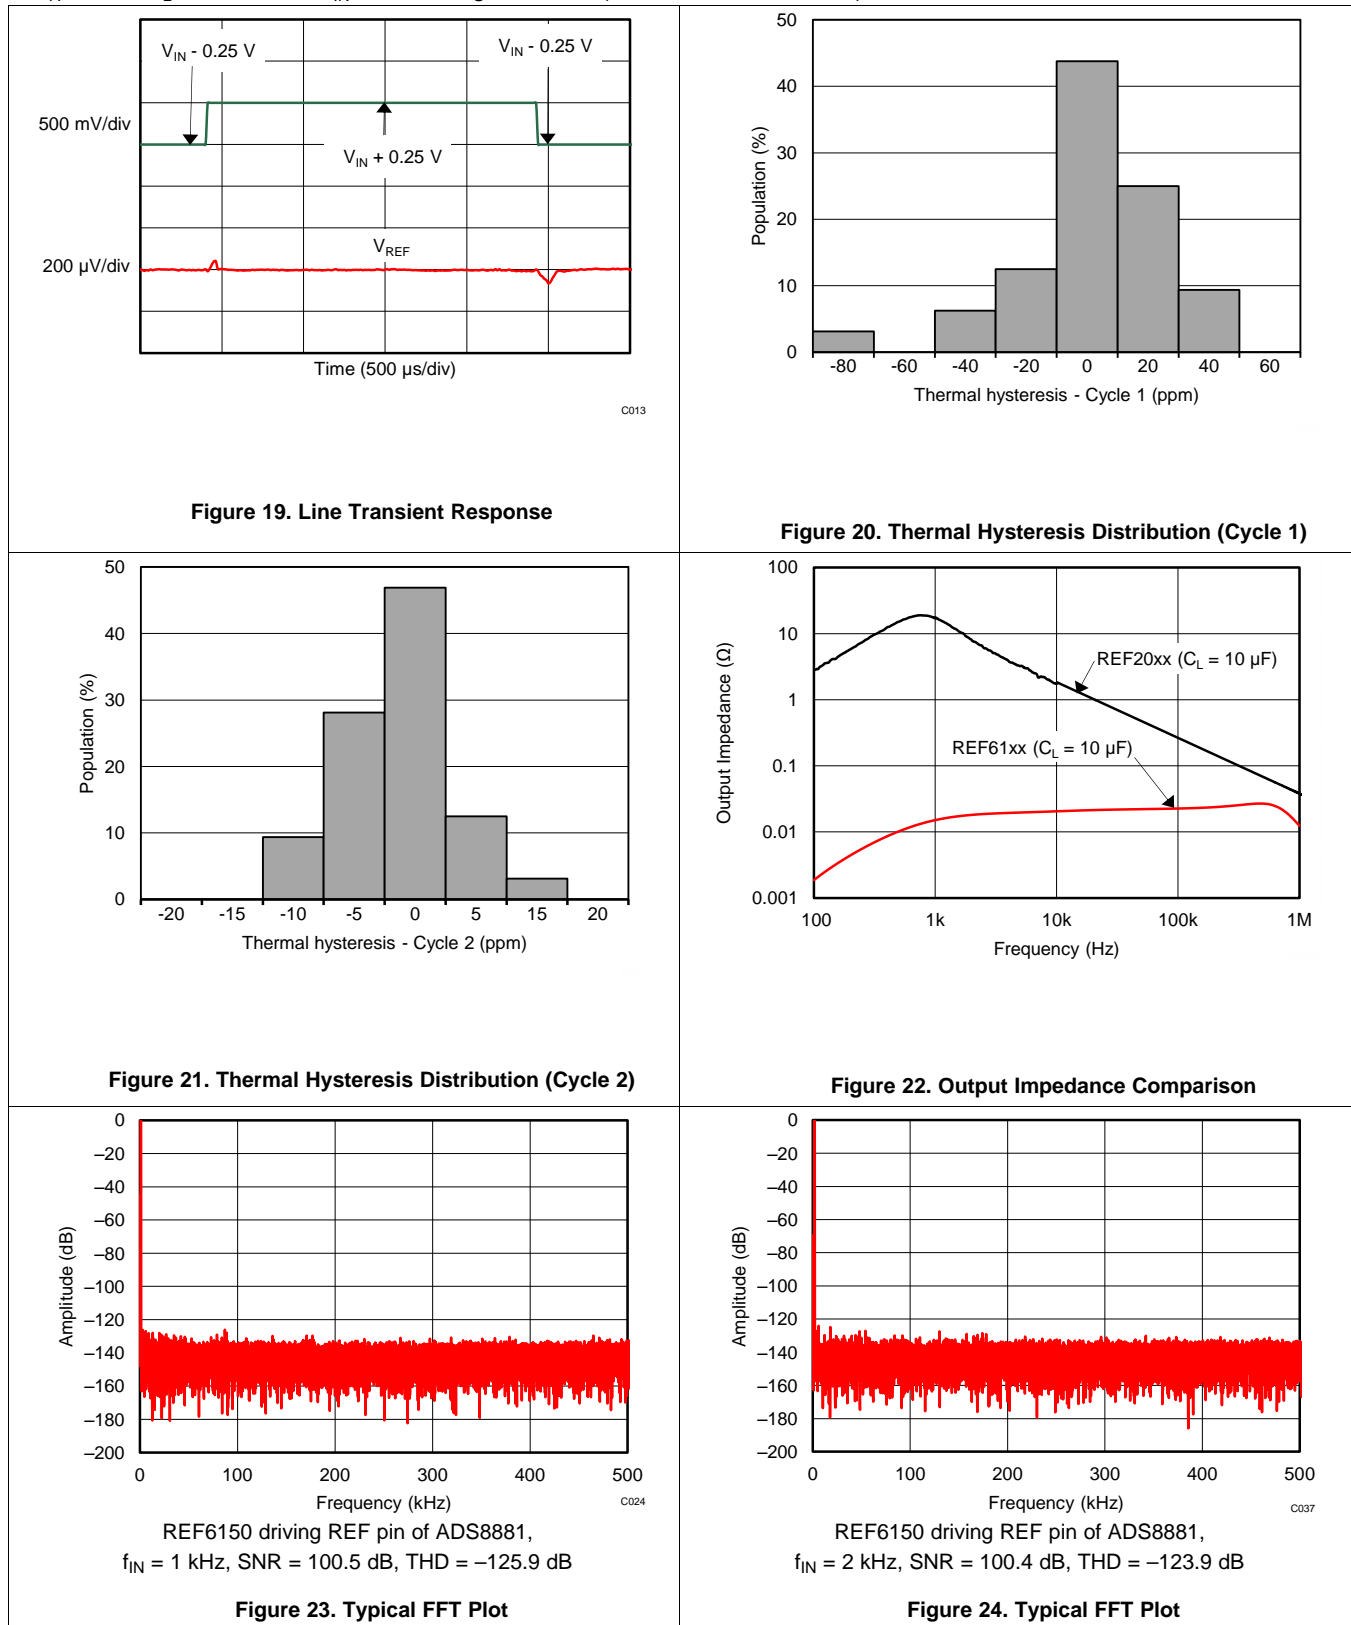 V_IN - 0.25 V
V_IN - 0.25 V
500 mV/div
V_IN + 0.25 V
V_REF
200 µV/div
Time (500 µs/div)
C013
Figure 19. Line Transient Response
50
40
30
20
10
0
Population (%)
-80 -60 -40 -20 0 20 40 60
Thermal hysteresis - Cycle 1 (ppm)
Figure 20. Thermal Hysteresis Distribution (Cycle 1)
50
40
30
20
10
0
Population (%)
-20 -15 -10 -5 0 5 15 20
Thermal hysteresis - Cycle 2 (ppm)
Figure 21. Thermal Hysteresis Distribution (Cycle 2)
100
10
1
0.1
0.01
0.001
Output Impedance (Ω)
REF20xx (C_L = 10 µF)
REF61xx (C_L = 10 µF)
100 1k 10k 100k 1M
Frequency (Hz)
Figure 22. Output Impedance Comparison
0
–20
–40
–60
–80
–100
–120
–140
–160
–180
–200
Amplitude (dB)
0 100 200 300 400 500
Frequency (kHz)
C024
REF6150 driving REF pin of ADS8881,
f_IN = 1 kHz, SNR = 100.5 dB, THD = –125.9 dB
Figure 23. Typical FFT Plot
0
–20
–40
–60
–80
–100
–120
–140
–160
–180
–200
Amplitude (dB)
0 100 200 300 400 500
Frequency (kHz)
C037
REF6150 driving REF pin of ADS8881,
f_IN = 2 kHz, SNR = 100.4 dB, THD = –123.9 dB
Figure 24. Typical FFT Plot